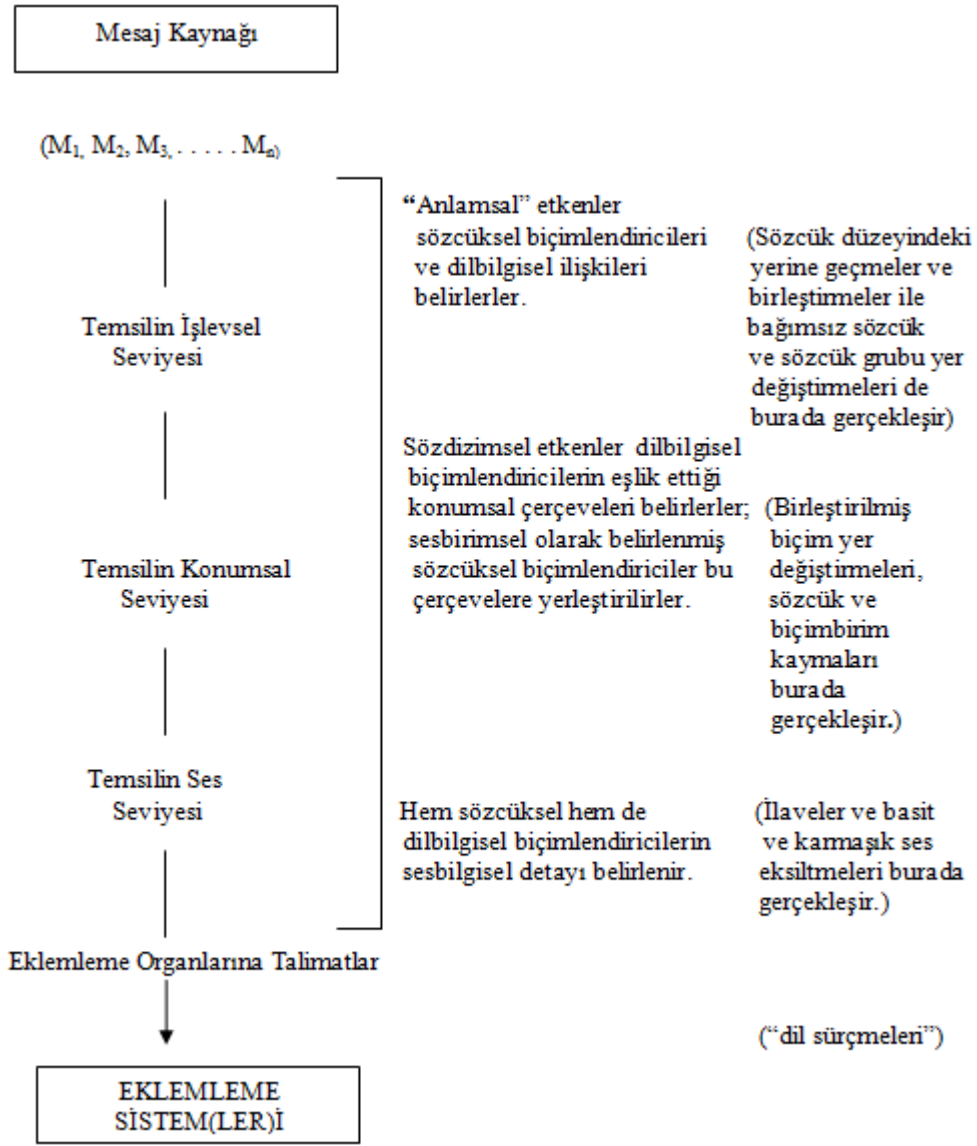 Mesaj Kaynağı
(M1, M2, M3, . . . . . Mn)
“Anlamsal” etkenler
sözcüksel biçimlendiricileri
ve dilbilgisel ilişkileri
belirlerler.
(Sözcük düzeyindeki
yerine geçmeler ve
birleştirmeler ile
bağımsız sözcük
ve sözcük grubu yer
değiştirmeleri de
burada gerçekleşir)
Temsilin İşlevsel
Seviyesi
Sözdizimsel etkenler dilbilgisel
biçimlendiricilerin eşlik ettiği
konumsal çerçeveleri belirlerler;
sesbirimsel olarak belirlenmiş
sözcüksel biçimlendiriciler bu
çerçevelere yerleştirilirler.
(Birleştirilmiş
biçim yer
değiştirmeleri,
sözcük ve
biçimbirim
kaymaları
burada
gerçekleşir.)
Temsilin Konumsal
Seviyesi
Temsilin Ses
Seviyesi
Hem sözcüksel hem de
dilbilgisel biçimlendiricilerin
sesbilgisel detayı belirlenir.
(İlaveler ve basit
ve karmaşık ses
eksiltmeleri burada
gerçekleşir.)
Eklemleme Organlarına Talimatlar
(“dil sürçmeleri”)
EKLEMLEME
SİSTEM(LER)İ